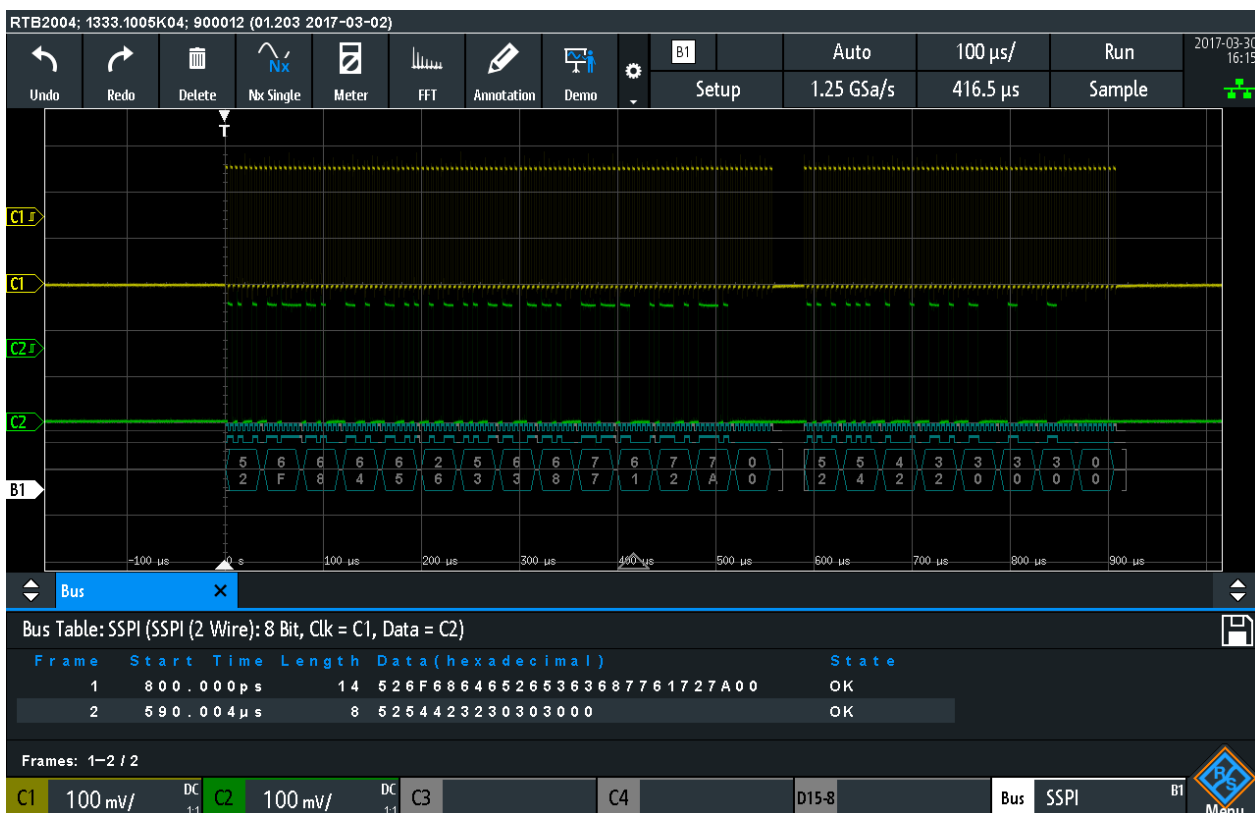 RTB2004; 1333.1005K04; 900012 (01.203 2017-03-02)
B1 Auto 100 µs/ Run 2017-03-30
16:15
Undo Redo Delete Nx Single Meter FFT Annotation Demo Setup 1.25 GSa/s 416.5 µs Sample
Nx
T
C1
C1
C2
C2
5 6 6 6 6 2 5 6 6 7 6 7 7 0 5 5 4 3 3 3 3 0
2 F 8 4 5 6 3 3 8 7 1 2 A 0 2 4 2 2 0 0 0 0
B1
-100 µs 0 s 100 µs 200 µs 300 µs 400 µs 500 µs 600 µs 700 µs 800 µs 900 µs
Bus
Bus Table: SSPI (SSPI (2 Wire): 8 Bit, Clk = C1, Data = C2)
Frame Start Time Length Data(hexadecimal) State
1 800.000ps 14 526F686465265363687761727A00 OK
2 590.004µs 8 5254423230303000 OK
Frames: 1-2 / 2
C1 100 mV/ DC 1:1 C2 100 mV/ DC 1:1 C3 C4 D15-8 Bus SSPI B1
R/S
Menu